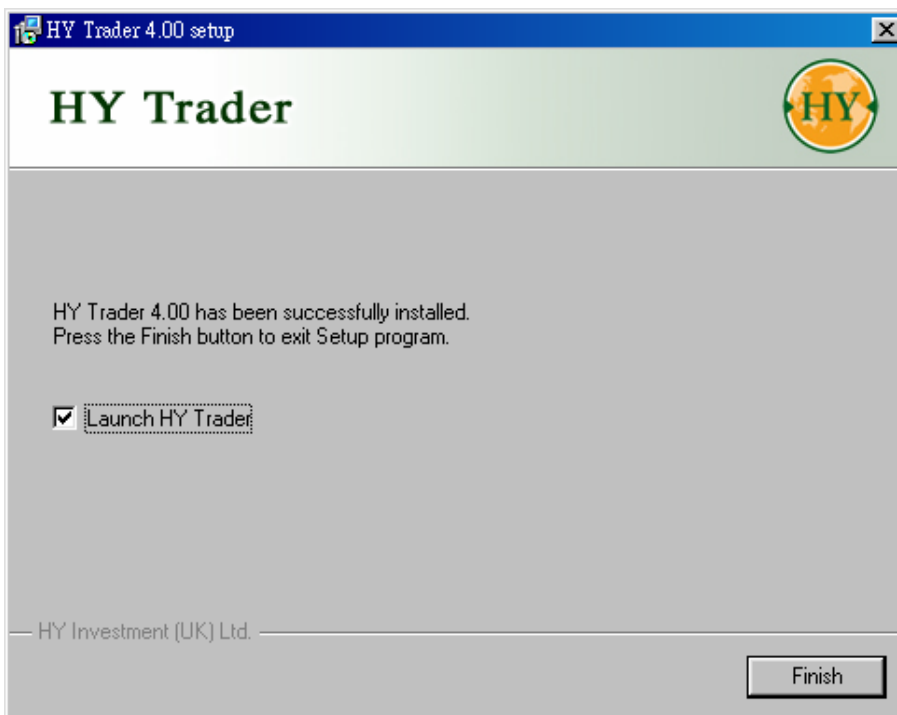 HY Trader 4.00 setup
HY Trader
HY
HY Trader 4.00 has been successfully installed.
Press the Finish button to exit Setup program.
Launch HY Trader
HY Investment (UK) Ltd.
Finish